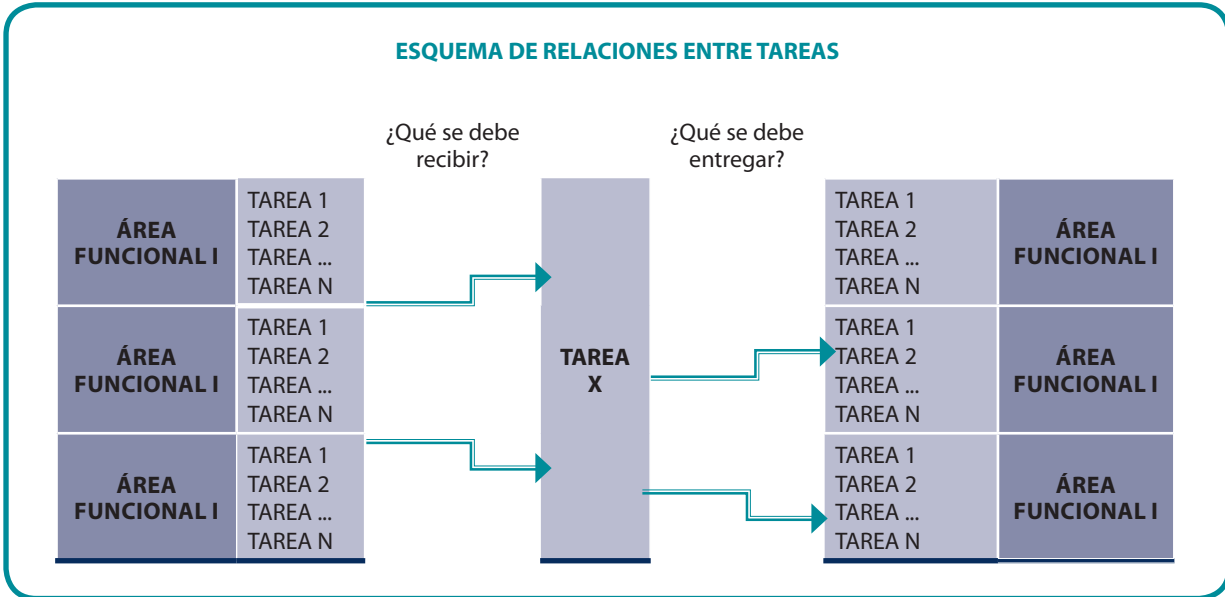 ESQUEMA DE RELACIONES ENTRE TAREAS
¿Qué se debe
recibir?
¿Qué se debe
entregar?
ÁREA
FUNCIONAL I
TAREA 1
TAREA 2
TAREA ...
TAREA N
ÁREA
FUNCIONAL I
TAREA 1
TAREA 2
TAREA ...
TAREA N
ÁREA
FUNCIONAL I
TAREA 1
TAREA 2
TAREA ...
TAREA N
TAREA
X
TAREA 1
TAREA 2
TAREA ...
TAREA N
ÁREA
FUNCIONAL I
TAREA 1
TAREA 2
TAREA ...
TAREA N
ÁREA
FUNCIONAL I
TAREA 1
TAREA 2
TAREA ...
TAREA N
ÁREA
FUNCIONAL I